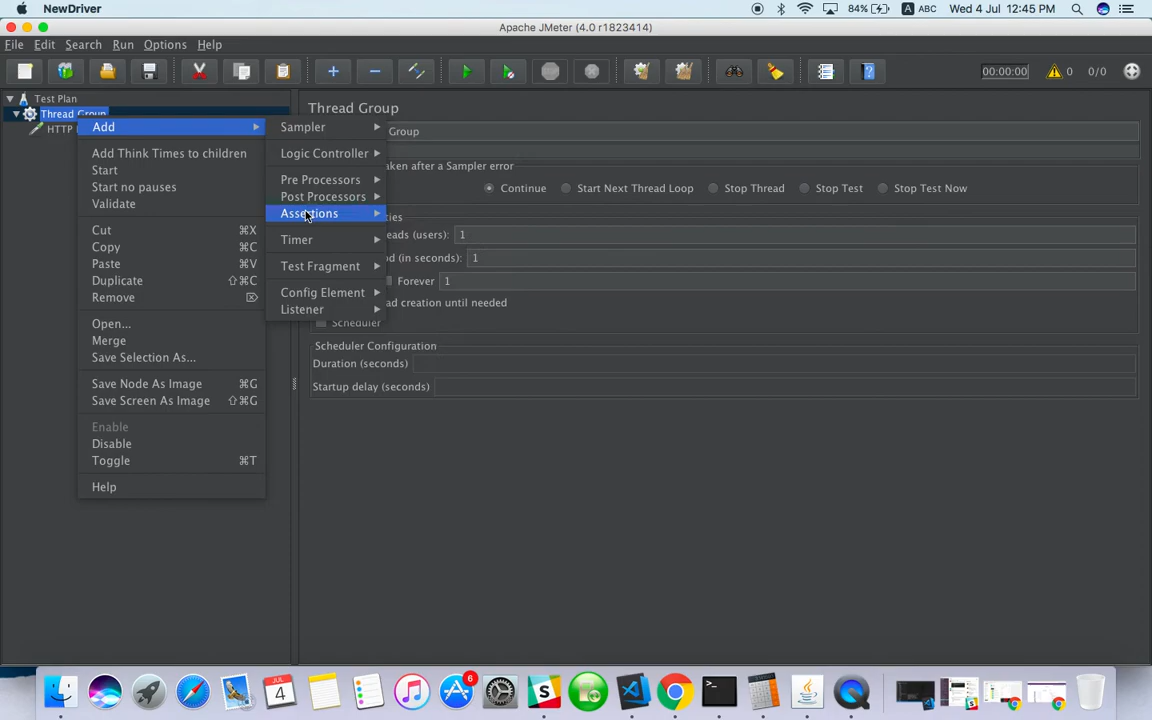 NewDriver
84%
A ABC
Wed 4 Jul 12:45 PM
Apache JMeter (4.0 r1823414)
File Edit Search Run Options Help
00:00:00
0
0/0
Test Plan
Thread Group
HTTP
Add
Add Think Times to children
Start
Start no pauses
Validate
Cut ⌘X
Copy ⌘C
Paste ⌘V
Duplicate ⇧⌘C
Remove ⌦
Open...
Merge
Save Selection As...
Save Node As Image ⌘G
Save Screen As Image ⇧⌘G
Enable
Disable
Toggle ⌘T
Help
Sampler
Logic Controller
Pre Processors
Post Processors
Assertions
Timer
Test Fragment
Config Element
Listener
Thread Group
Group
aken after a Sampler error
Continue Start Next Thread Loop Stop Thread Stop Test Stop Test Now
ties
eads (users): 1
d (in seconds): 1
Forever 1
ad creation until needed
Scheduler
Scheduler Configuration
Duration (seconds)
Startup delay (seconds)
JUL
4
6